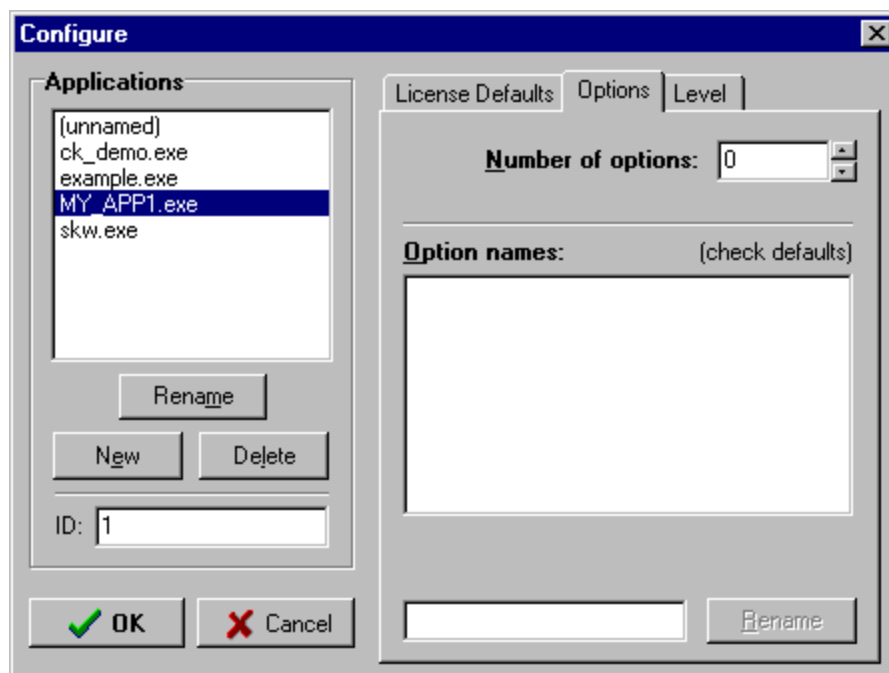 Configure
Applications
(unnamed)
ck_demo.exe
example.exe
MY_APP1.exe
skw.exe
Rename
New
Delete
ID: 1
OK
Cancel
License Defaults
Options
Level
Number of options: 0
Option names:
(check defaults)
Rename